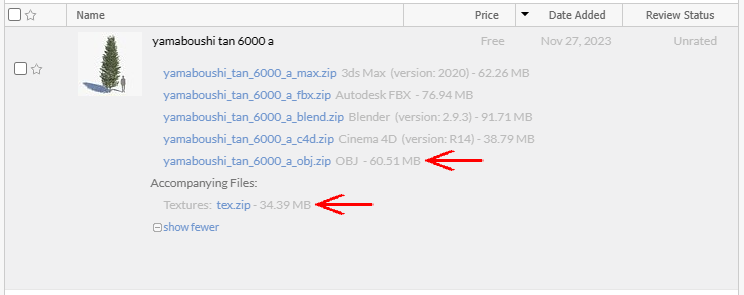 Name Price Date Added Review Status
yamaboushi tan 6000 a Free Nov 27, 2023 Unrated
yamaboushi_tan_6000_a_max.zip 3ds Max (version: 2020) - 62.26 MB
yamaboushi_tan_6000_a_fbx.zip Autodesk FBX - 76.94 MB
yamaboushi_tan_6000_a_blend.zip Blender (version: 2.9.3) - 91.71 MB
yamaboushi_tan_6000_a_c4d.zip Cinema 4D (version: R14) - 38.79 MB
yamaboushi_tan_6000_a_obj.zip OBJ - 60.51 MB
Accompanying Files:
Textures: tex.zip - 34.39 MB
show fewer